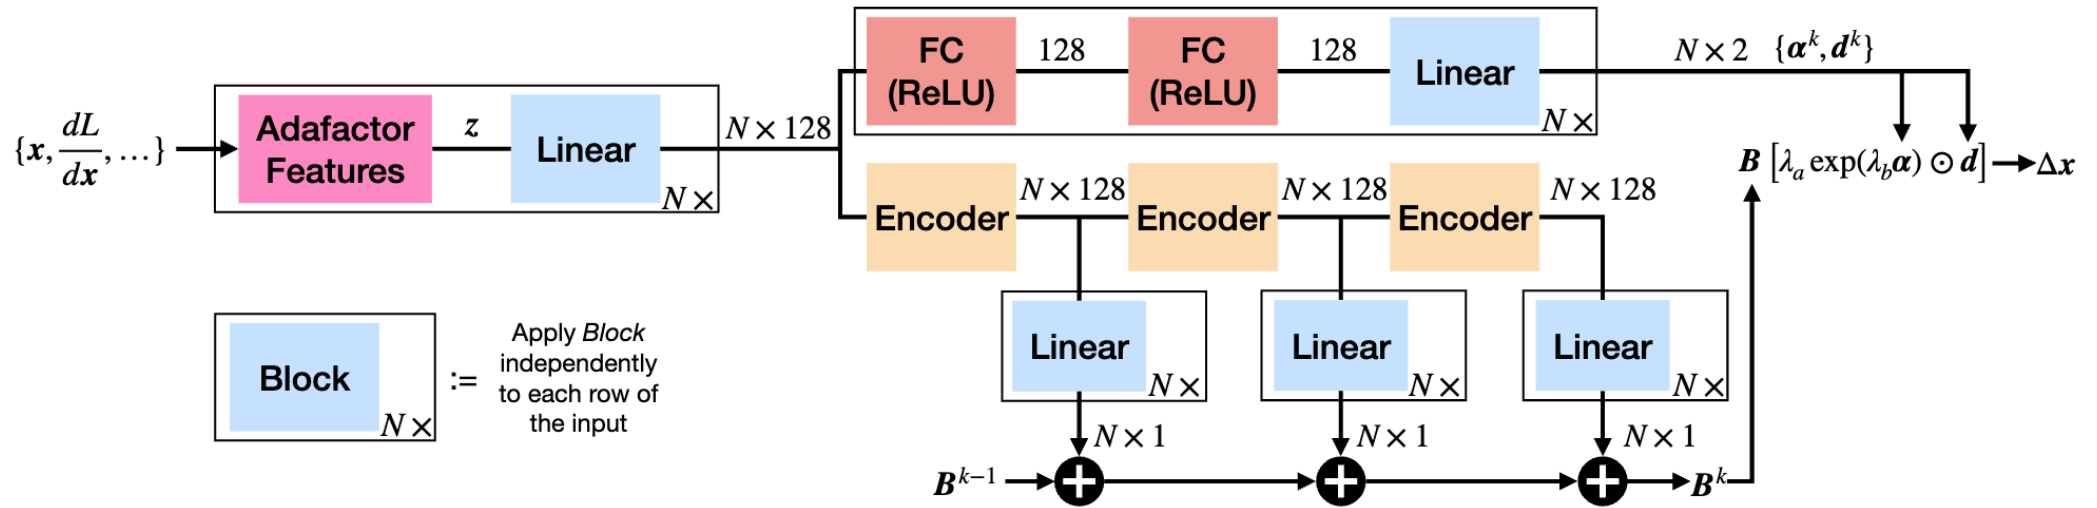 {x, dL/dx, …}
Adafactor
Features
z
Linear
N ×
N × 128
FC
(ReLU)
128
FC
(ReLU)
128
Linear
N ×
N × 2 {α^k, d^k}
Encoder
N × 128
Encoder
N × 128
Encoder
N × 128
B [λ_a exp(λ_b α) ⊙ d]
Δx
Linear
N ×
Linear
N ×
Linear
N ×
N × 1
N × 1
N × 1
B^{k−1}
+
+
+
B^k
Block
N ×
:=
Apply Block
independently
to each row of
the input